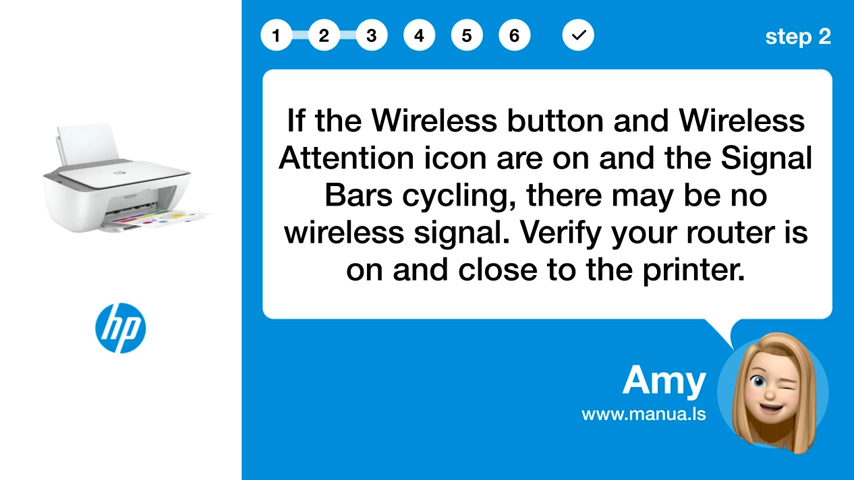 1 2 3 4 5 6
step 2
If the Wireless button and Wireless
Attention icon are on and the Signal
Bars cycling, there may be no
wireless signal. Verify your router is
on and close to the printer.
hp
Amy
www.manua.ls